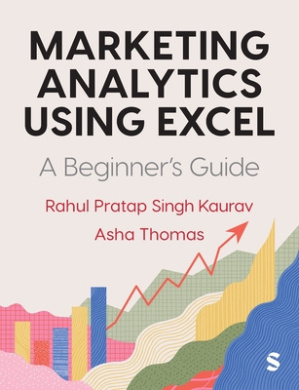 MARKETING
ANALYTICS
USING EXCEL
A Beginner's Guide
Rahul Pratap Singh Kaurav
Asha Thomas
S